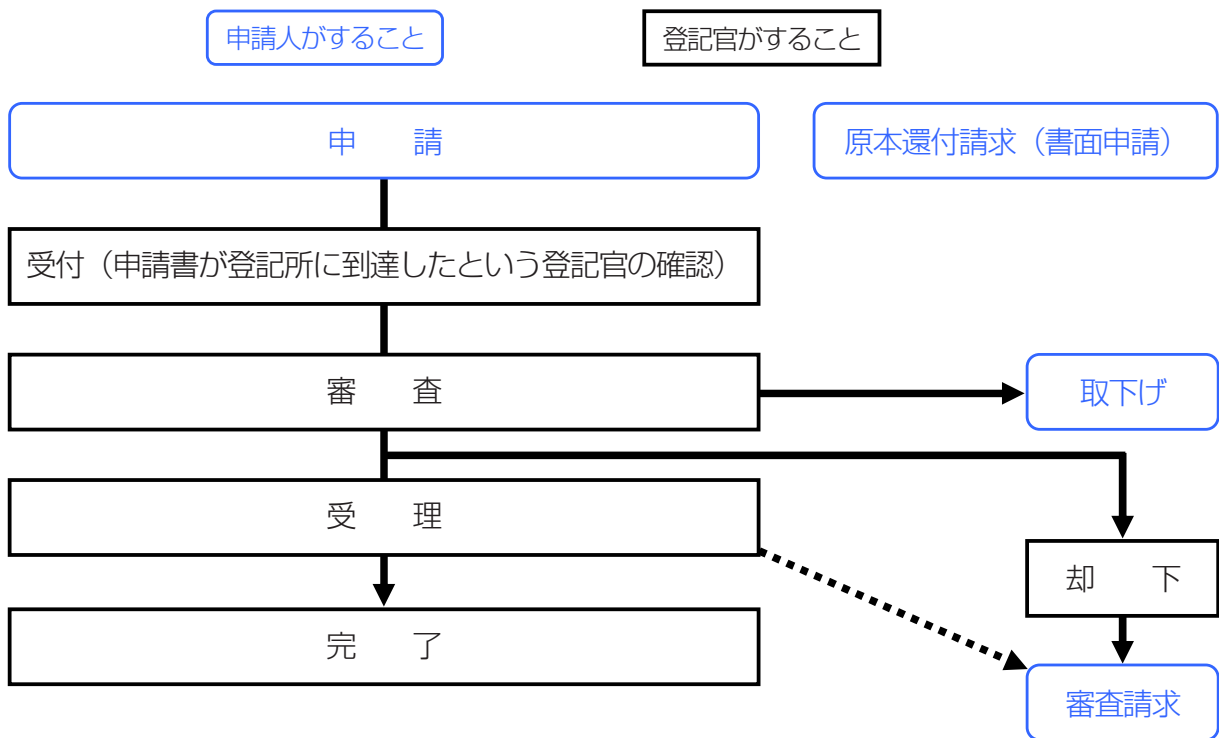 申請人がすること
登記官がすること
申　　請
原本還付請求（書面申請）
受付（申請書が登記所に到達したという登記官の確認）
審　　査
取下げ
受　　理
却　　下
完　　了
審査請求